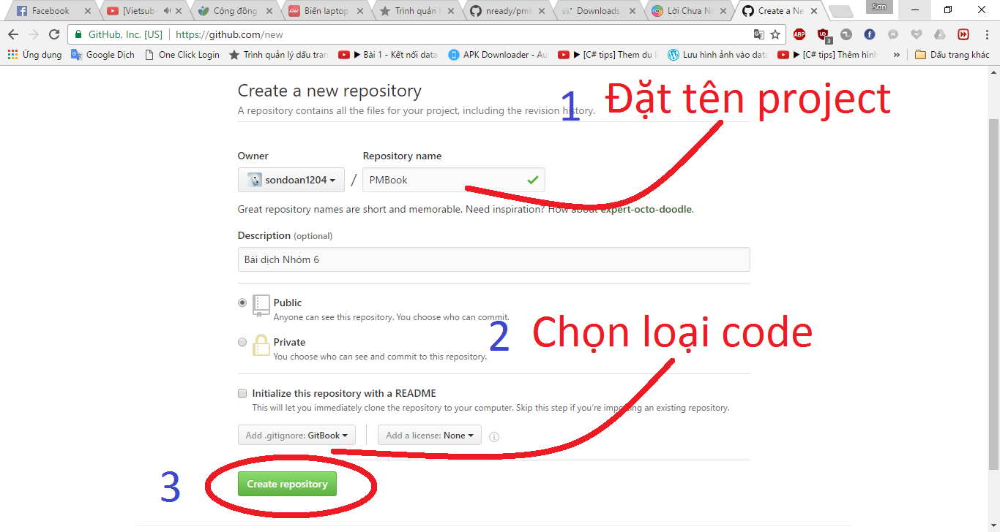 Facebook
[Vietsub
Cộng đồng
Biến laptop
Trình quản l
nready/pmb
Downloads
Lời Chưa Nó
Create a Ne
Sơn
GitHub, Inc. [US] https://github.com/new
ABP
3
Ứng dụng
Google Dịch
One Click Login
Trình quản lý dấu tran
▶ Bài 1 - Kết nối data
APK Downloader - Au
▶ [C# tips] Them du li
Lưu hình ảnh vào data
▶ [C# tips] Thêm hình
»
Dấu trang khác
Create a new repository
1 Đặt tên project
A repository contains all the files for your project, including the revision history.
Owner
Repository name
sondoan1204 / PMBook
Great repository names are short and memorable. Need inspiration? How about expert-octo-doodle.
Description (optional)
Bài dịch Nhóm 6
Public
Anyone can see this repository. You choose who can commit.
2 Chọn loại code
Private
You choose who can see and commit to this repository.
Initialize this repository with a README
This will let you immediately clone the repository to your computer. Skip this step if you're importing an existing repository.
Add .gitignore: GitBook
Add a license: None
3
Create repository